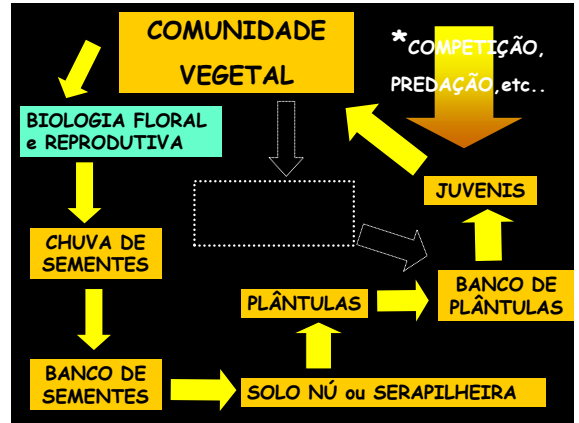 COMUNIDADE
VEGETAL
*COMPETIÇÃO,
PREDAÇÃO,etc..
BIOLOGIA FLORAL
e REPRODUTIVA
JUVENIS
CHUVA DE
SEMENTES
BANCO DE
PLÂNTULAS
PLÂNTULAS
BANCO DE
SEMENTES
SOLO NÚ ou SERAPILHEIRA